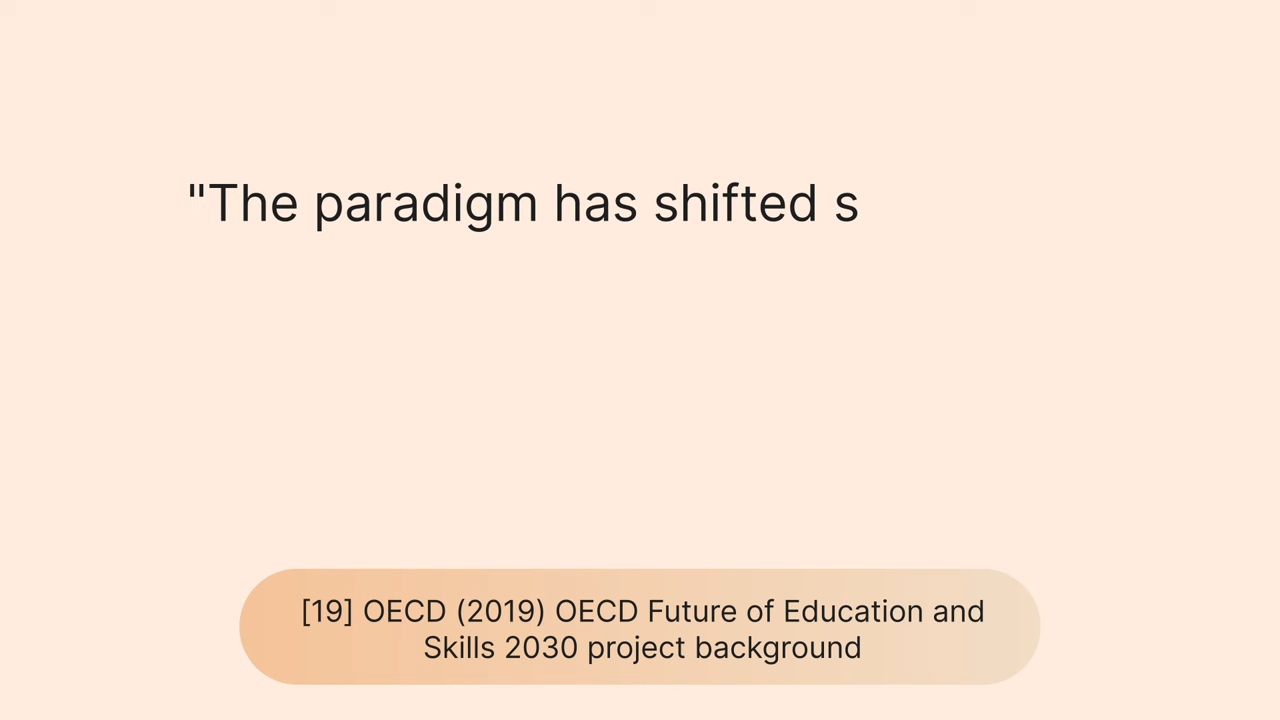 "The paradigm has shifted s
[19] OECD (2019) OECD Future of Education and
Skills 2030 project background